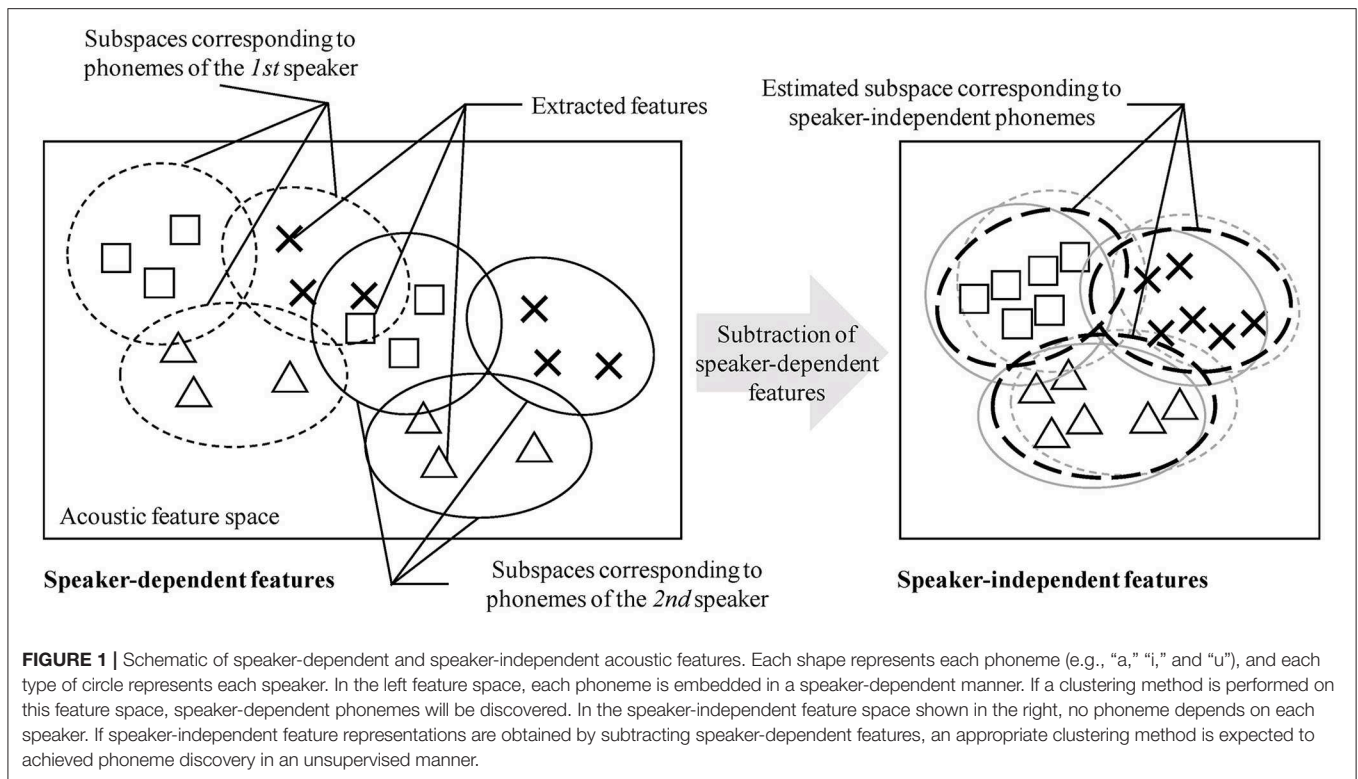 Subspaces corresponding to
phonemes of the 1st speaker
Extracted features
Acoustic feature space
Speaker-dependent features
Subspaces corresponding to
phonemes of the 2nd speaker
Subtraction of
speaker-dependent
features
Estimated subspace corresponding to
speaker-independent phonemes
Speaker-independent features
FIGURE 1 | Schematic of speaker-dependent and speaker-independent acoustic features. Each shape represents each phoneme (e.g., “a,” “i,” and “u”), and each
type of circle represents each speaker. In the left feature space, each phoneme is embedded in a speaker-dependent manner. If a clustering method is performed on
this feature space, speaker-dependent phonemes will be discovered. In the speaker-independent feature space shown in the right, no phoneme depends on each
speaker. If speaker-independent feature representations are obtained by subtracting speaker-dependent features, an appropriate clustering method is expected to
achieved phoneme discovery in an unsupervised manner.